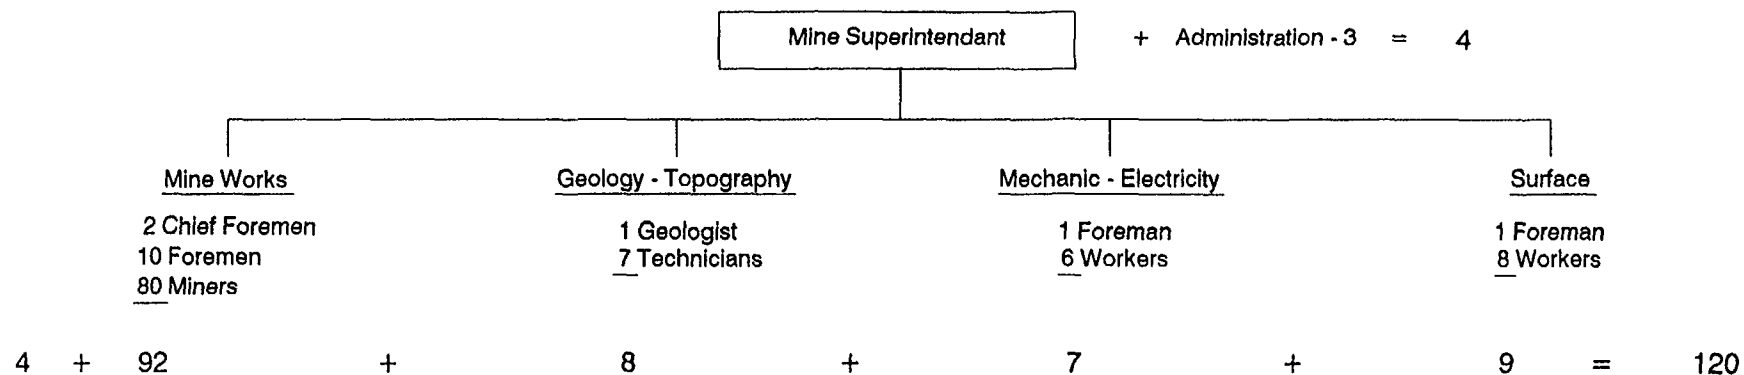 Mine Superintendant + Administration - 3 = 4
Mine Works Geology - Topography Mechanic - Electricity Surface
2 Chief Foremen 1 Geologist 1 Foreman 1 Foreman
10 Foremen 7 Technicians 6 Workers 8 Workers
80 Miners
4 + 92 + 8 + 7 + 9 = 120